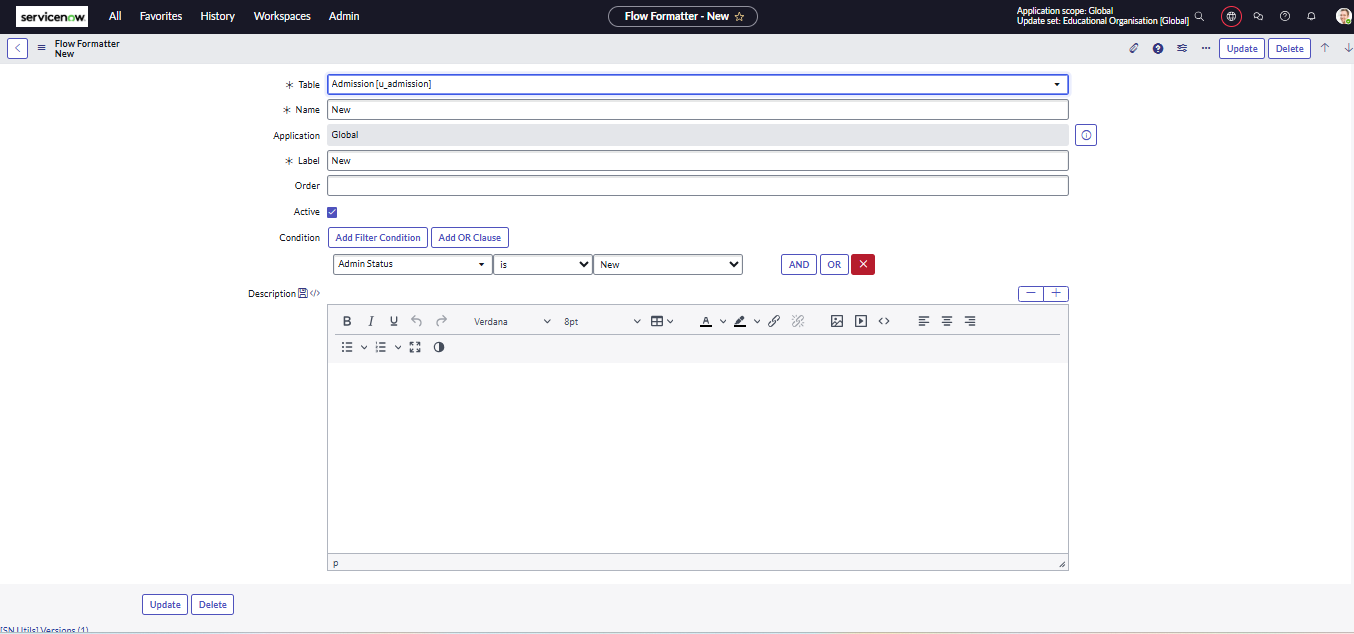 servicenow. All Favorites History Workspaces Admin Flow Formatter - New Application scope: Global
Update set: Educational Organisation [Global]
Flow Formatter
New
Update Delete
Table Admission [u_admission]
Name New
Application Global
Label New
Order
Active
Condition Add Filter Condition Add OR Clause
Admin Status is New AND OR
Description
B I U Verdana 8pt A
p
Update Delete
[SN Utils] Versions (1)